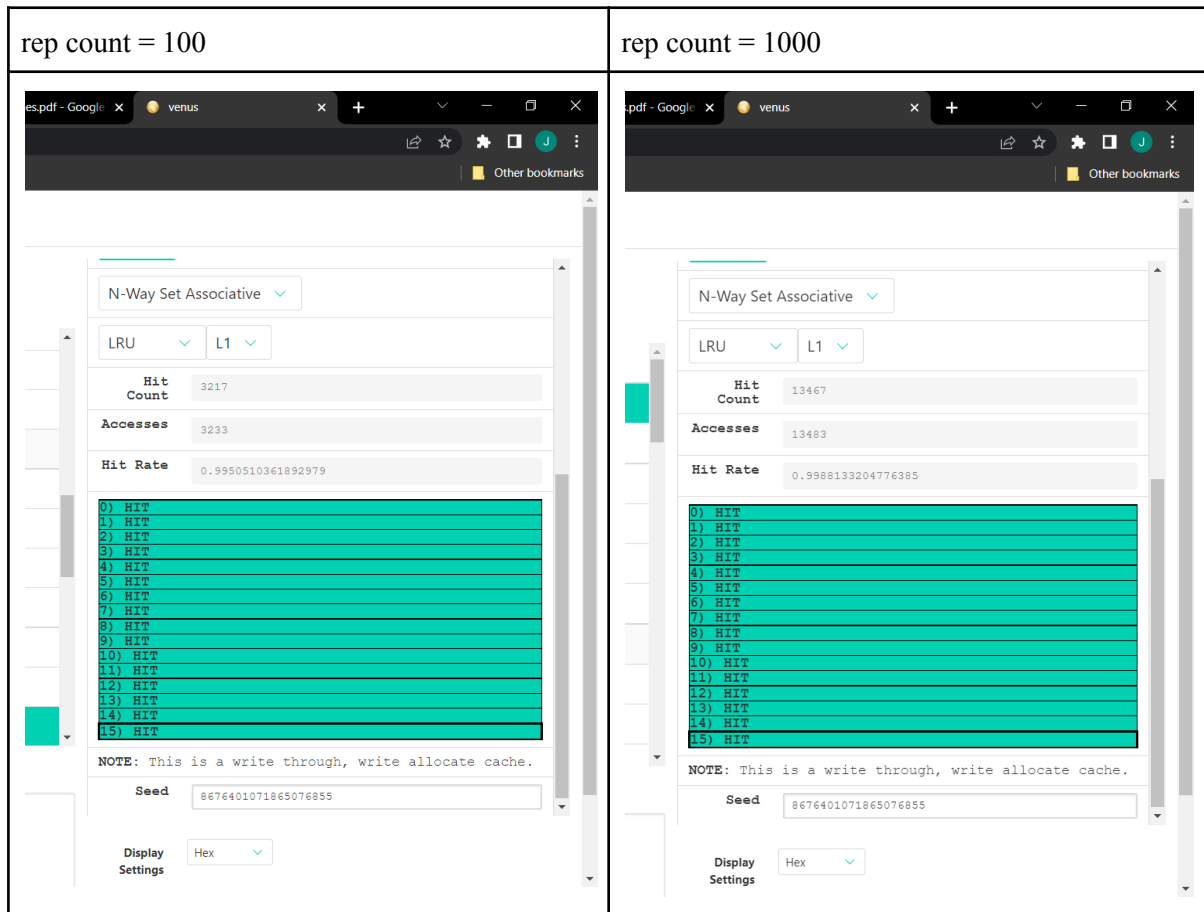 rep count = 100
rep count = 1000
es.pdf - Google
venus
J
Other bookmarks
N-Way Set Associative
LRU
L1
Hit Count
3217
Accesses
3233
Hit Rate
0.9950510361892979
0) HIT
1) HIT
2) HIT
3) HIT
4) HIT
5) HIT
6) HIT
7) HIT
8) HIT
9) HIT
10) HIT
11) HIT
12) HIT
13) HIT
14) HIT
15) HIT
NOTE: This is a write through, write allocate cache.
Seed
8676401071865076855
Display Settings
Hex
.pdf - Google
venus
J
Other bookmarks
N-Way Set Associative
LRU
L1
Hit Count
13467
Accesses
13483
Hit Rate
0.9988133204776385
0) HIT
1) HIT
2) HIT
3) HIT
4) HIT
5) HIT
6) HIT
7) HIT
8) HIT
9) HIT
10) HIT
11) HIT
12) HIT
13) HIT
14) HIT
15) HIT
NOTE: This is a write through, write allocate cache.
Seed
8676401071865076855
Display Settings
Hex